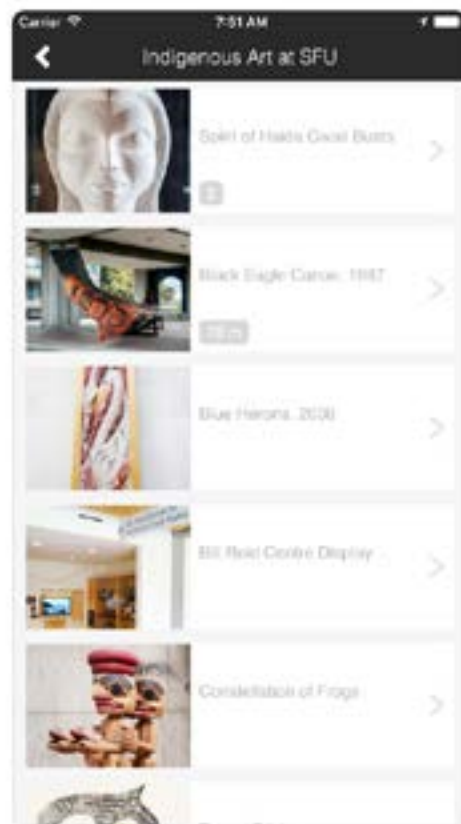 Carrier 7:51 AM
Indigenous Art at SFU
Spirit of Haida Gwaii Busts
Black Eagle Canoe, 1987
Blue Herons, 2006
Bill Reid Centre Display
Constellation of Frogs